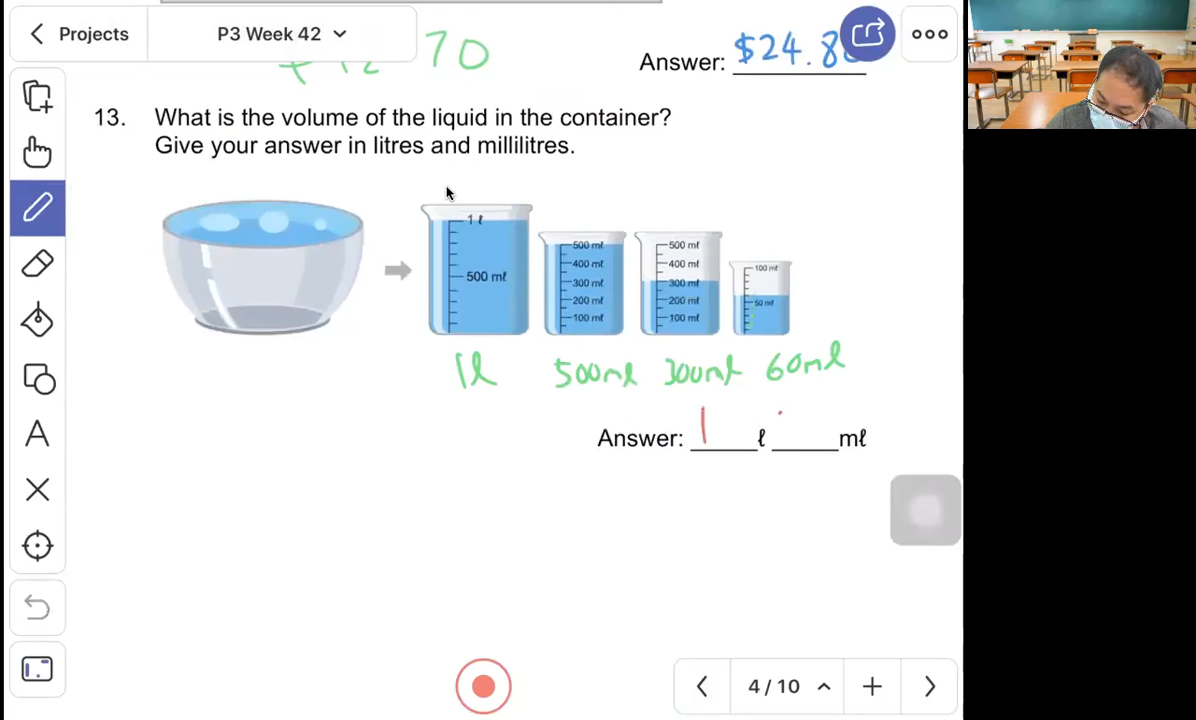 Projects
P3 Week 42
70
Answer: $24.8
13. What is the volume of the liquid in the container?
Give your answer in litres and millilitres.
1 ℓ
500 mℓ
500 mℓ
400 mℓ
300 mℓ
200 mℓ
100 mℓ
500 mℓ
400 mℓ
300 mℓ
200 mℓ
100 mℓ
100 mℓ
50 mℓ
1ℓ 500mℓ 300mℓ 60mℓ
Answer: 1 ℓ ____ mℓ
A
4 / 10